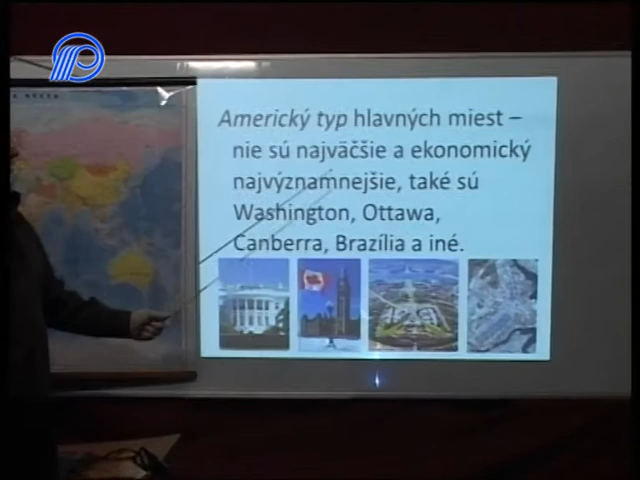 Americký typ hlavných miest –
nie sú najväčšie a ekonomický
najvýznamnejšie, také sú
Washington, Ottawa,
Canberra, Brazília a iné.